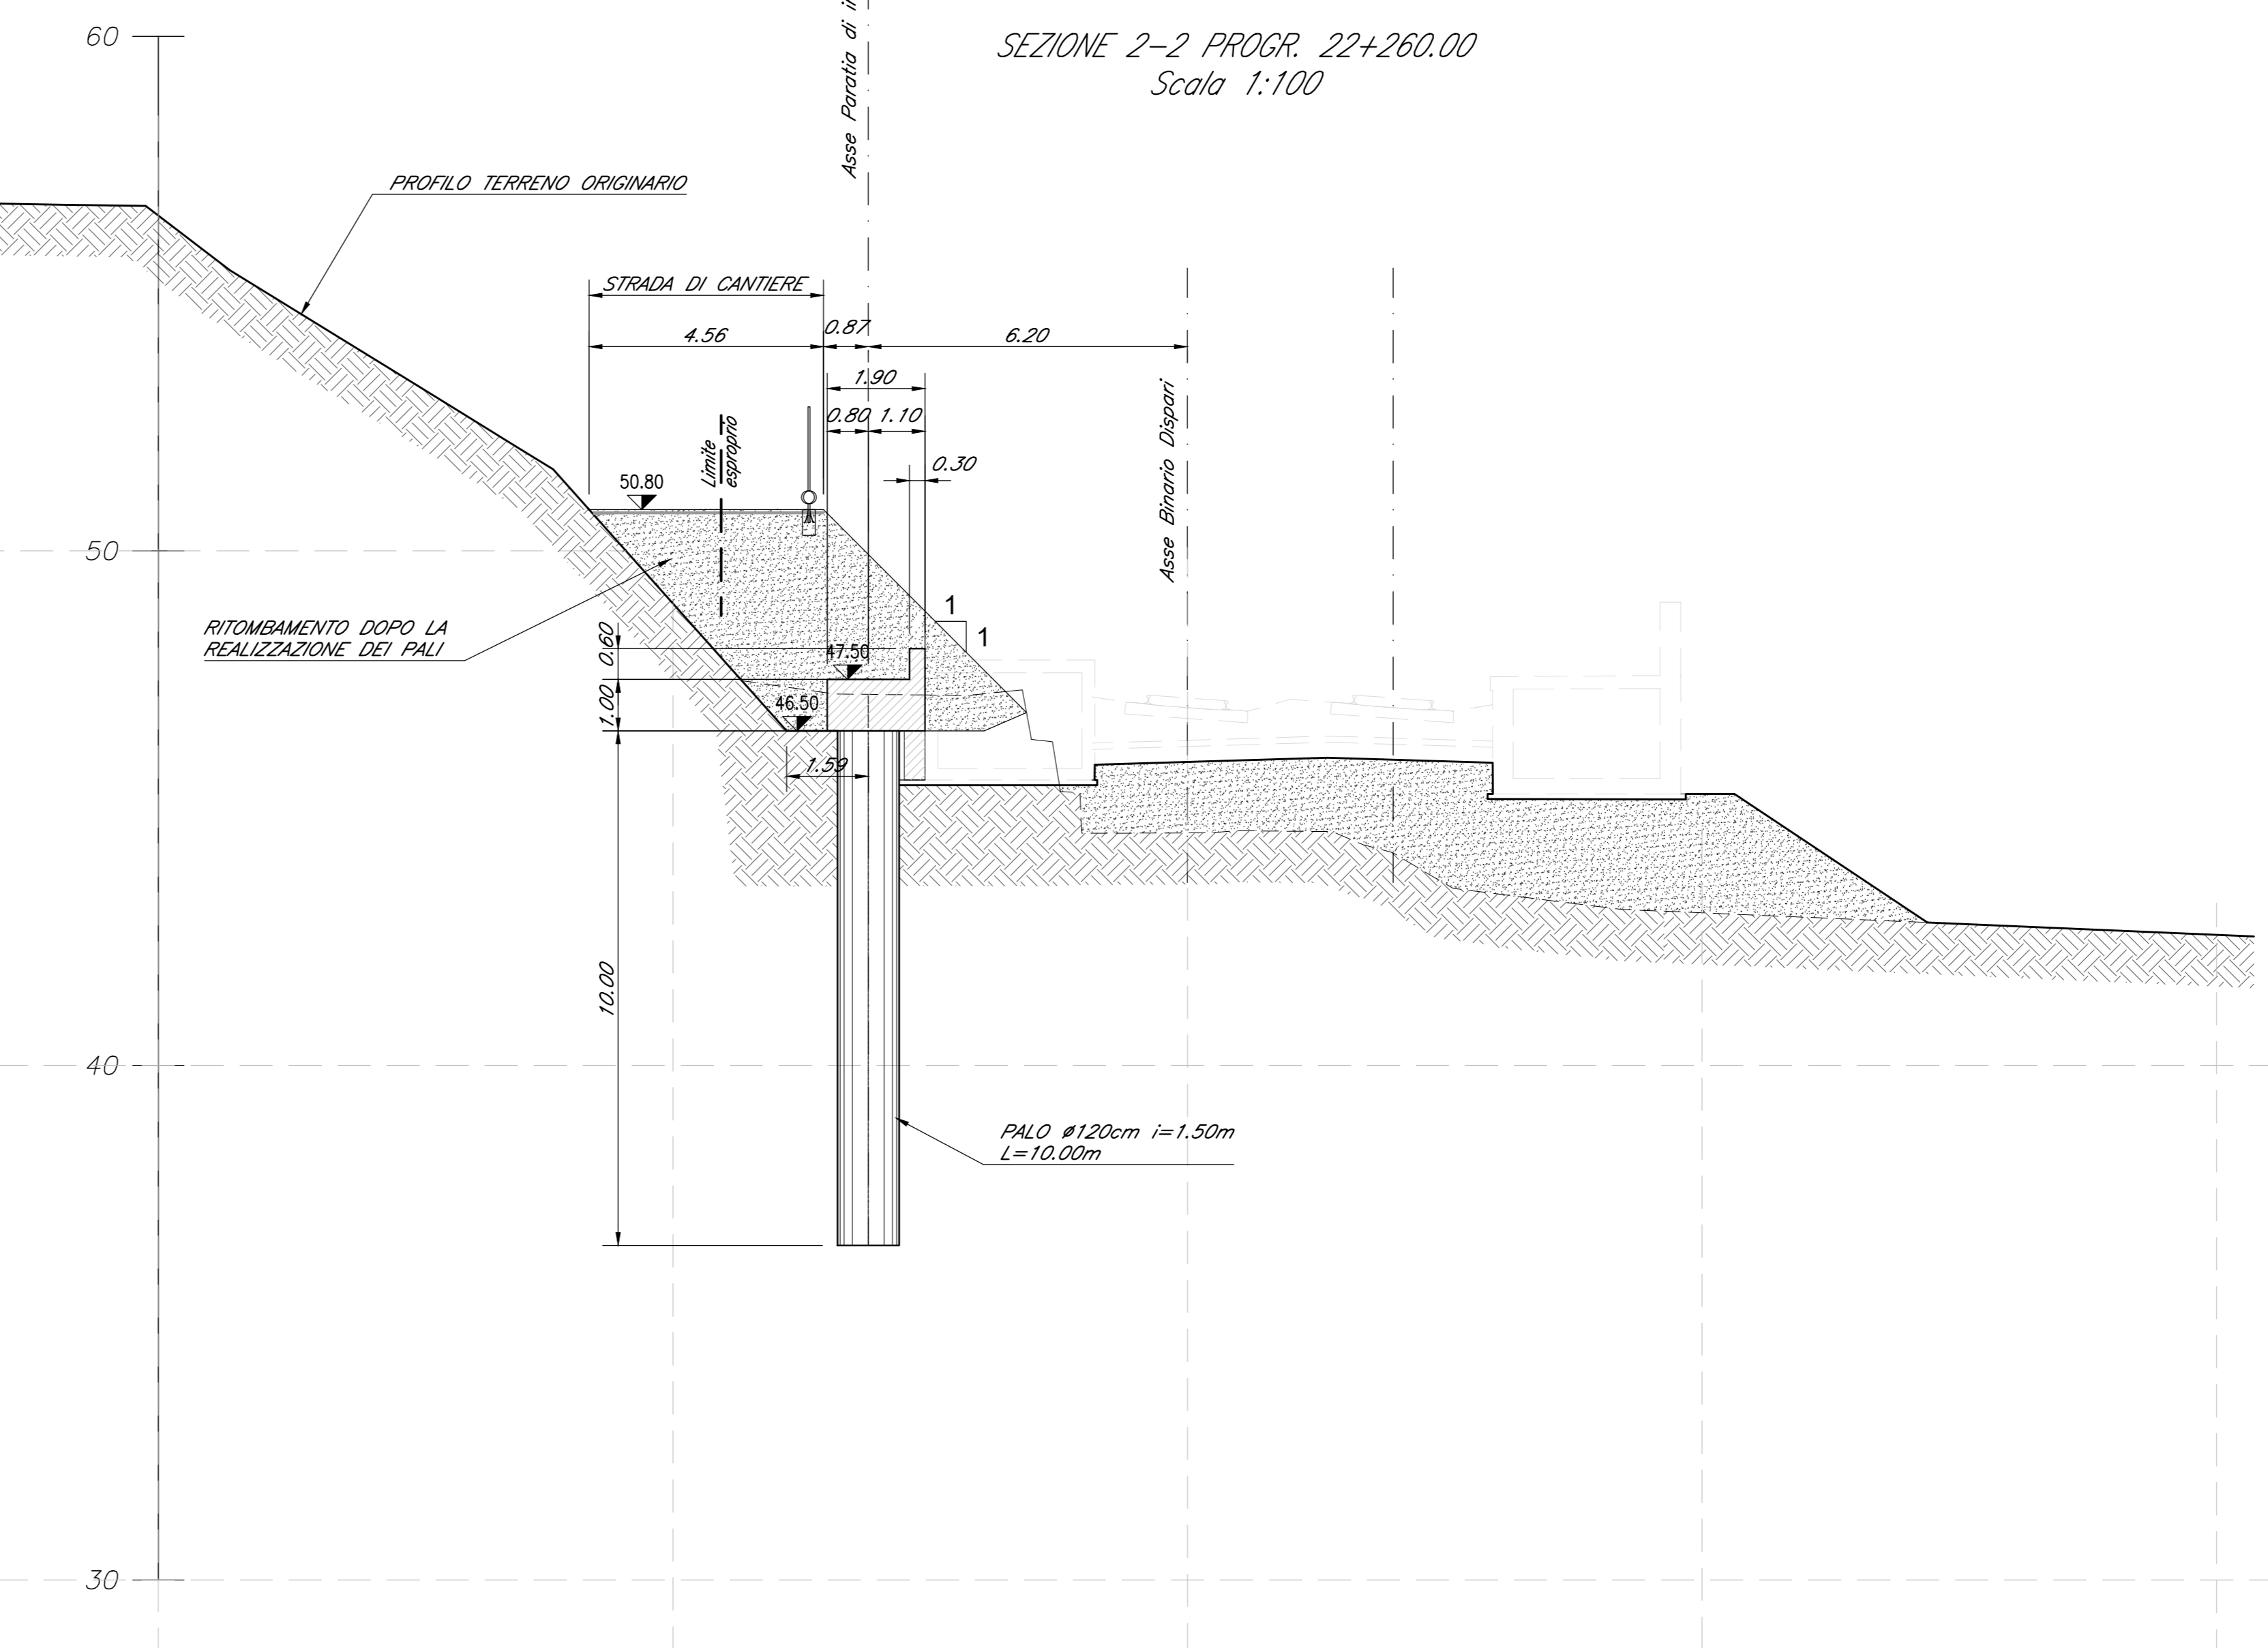 60
Asse Paratia di
SEZIONE 2-2 PROGR. 22+260.00
Scala 1:100
PROFILO TERRENO ORIGINARIO
STRADA DI CANTIERE
4.56
0.87
6.20
1.90
0.80
1.10
0.30
Limite
esproprio
Asse Binario Dispari
50.80
50
1
1
RITOMBAMENTO DOPO LA
REALIZZAZIONE DEI PALI
0.60
47.50
1.00
46.50
1.59
10.00
40
PALO ø120cm i=1.50m
L=10.00m
30